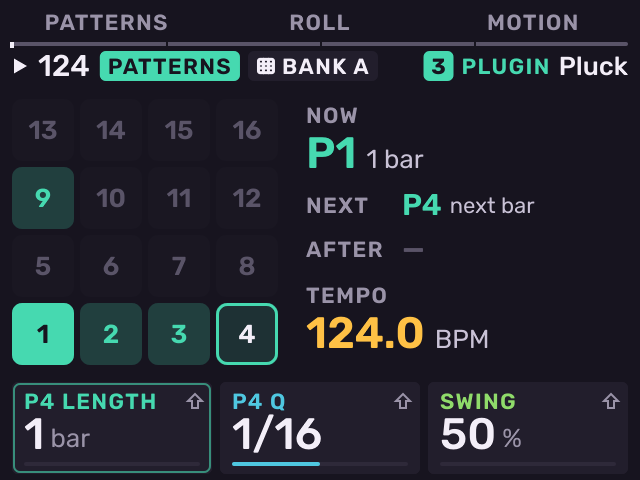 PATTERNS ROLL MOTION
124 PATTERNS BANK A 3 PLUGIN Pluck
13 14 15 16
9 10 11 12
5 6 7 8
1 2 3 4
NOW
P1 1 bar
NEXT P4 next bar
AFTER —
TEMPO
124.0 BPM
P4 LENGTH
1 bar
P4 Q
1/16
SWING
50 %